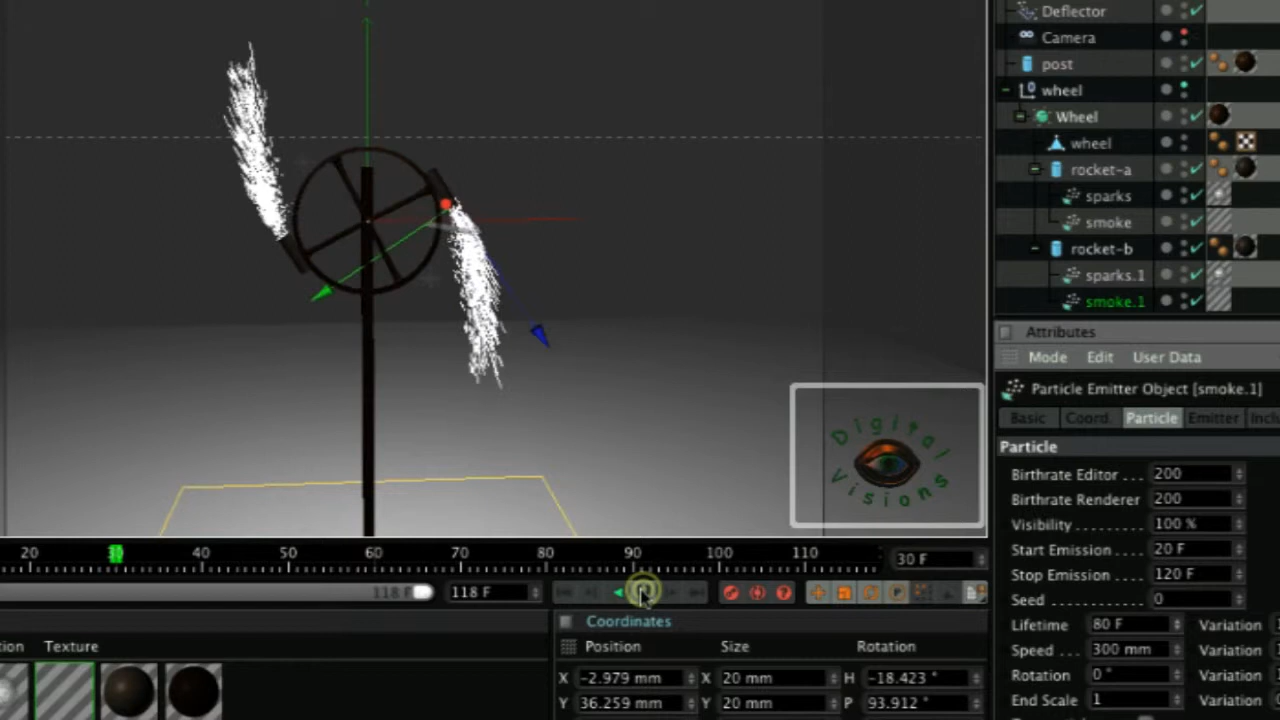 Deflector
Camera
post
wheel
Wheel
wheel
rocket-a
sparks
smoke
rocket-b
sparks.1
smoke.1
Attributes
Mode Edit User Data
Particle Emitter Object [smoke.1]
Basic Coord. Particle Emitter
Particle
Birthrate Editor . . . 200
Birthrate Renderer 200
Visibility . . . . . . . . . 100 %
Start Emission . . . . 20 F
Stop Emission . . . . 120 F
Seed . . . . . . . . . . . . 0
Lifetime 80 F Variation
Speed . . . 300 mm Variation
Rotation 0 ° Variation
End Scale 1 Variation
Digital
Visions
20 30 40 50 60 70 80 90 100 110 30 F
118 F 118 F
Coordinates
Texture Position Size Rotation
X -2.979 mm X 20 mm H -18.423 °
Y 36.259 mm Y 20 mm P 93.912 °